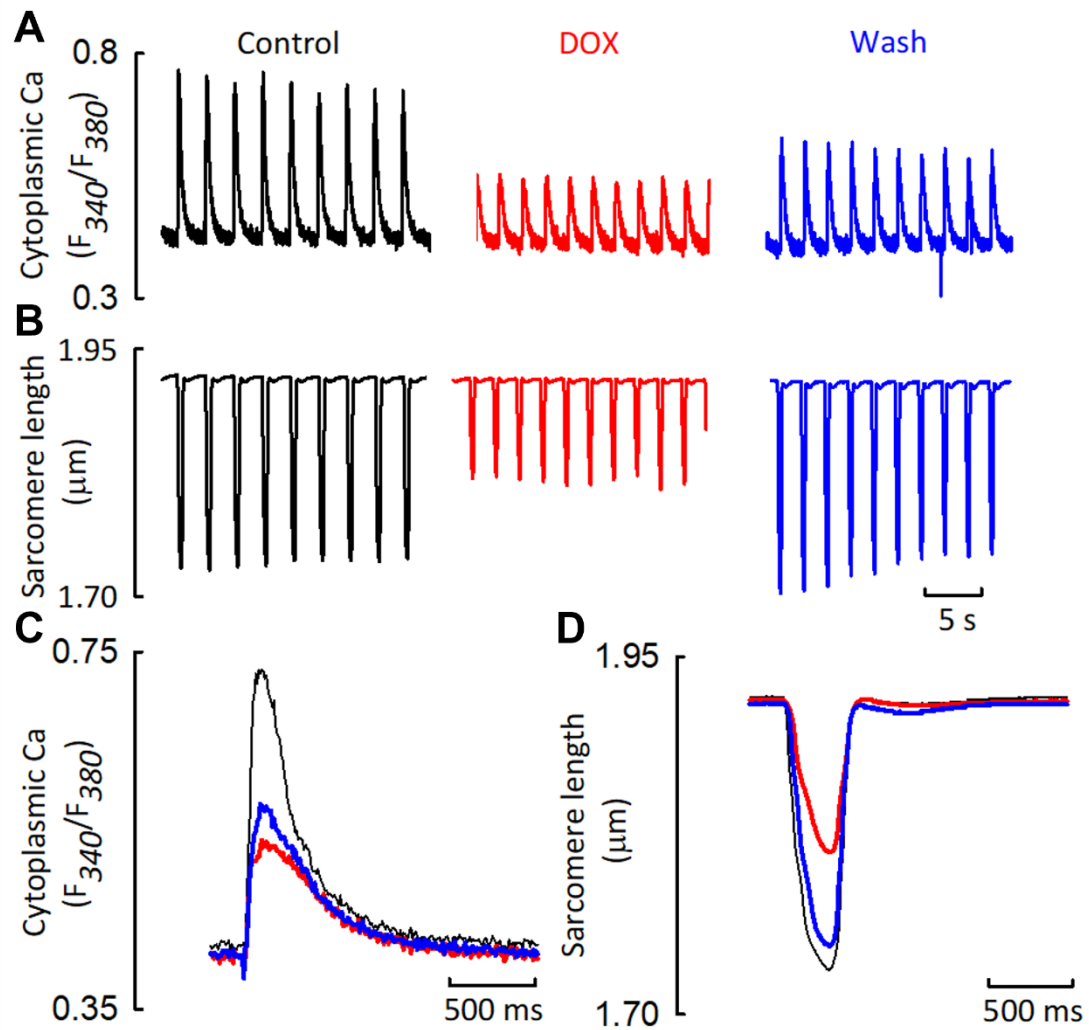 A
Control
DOX
Wash
0.8
Cytoplasmic Ca
(F340/F380)
0.3
B
1.95
Sarcomere length
(μm)
1.70
5 s
C
0.75
Cytoplasmic Ca
(F340/F380)
0.35
500 ms
D
1.95
Sarcomere length
(μm)
1.70
500 ms